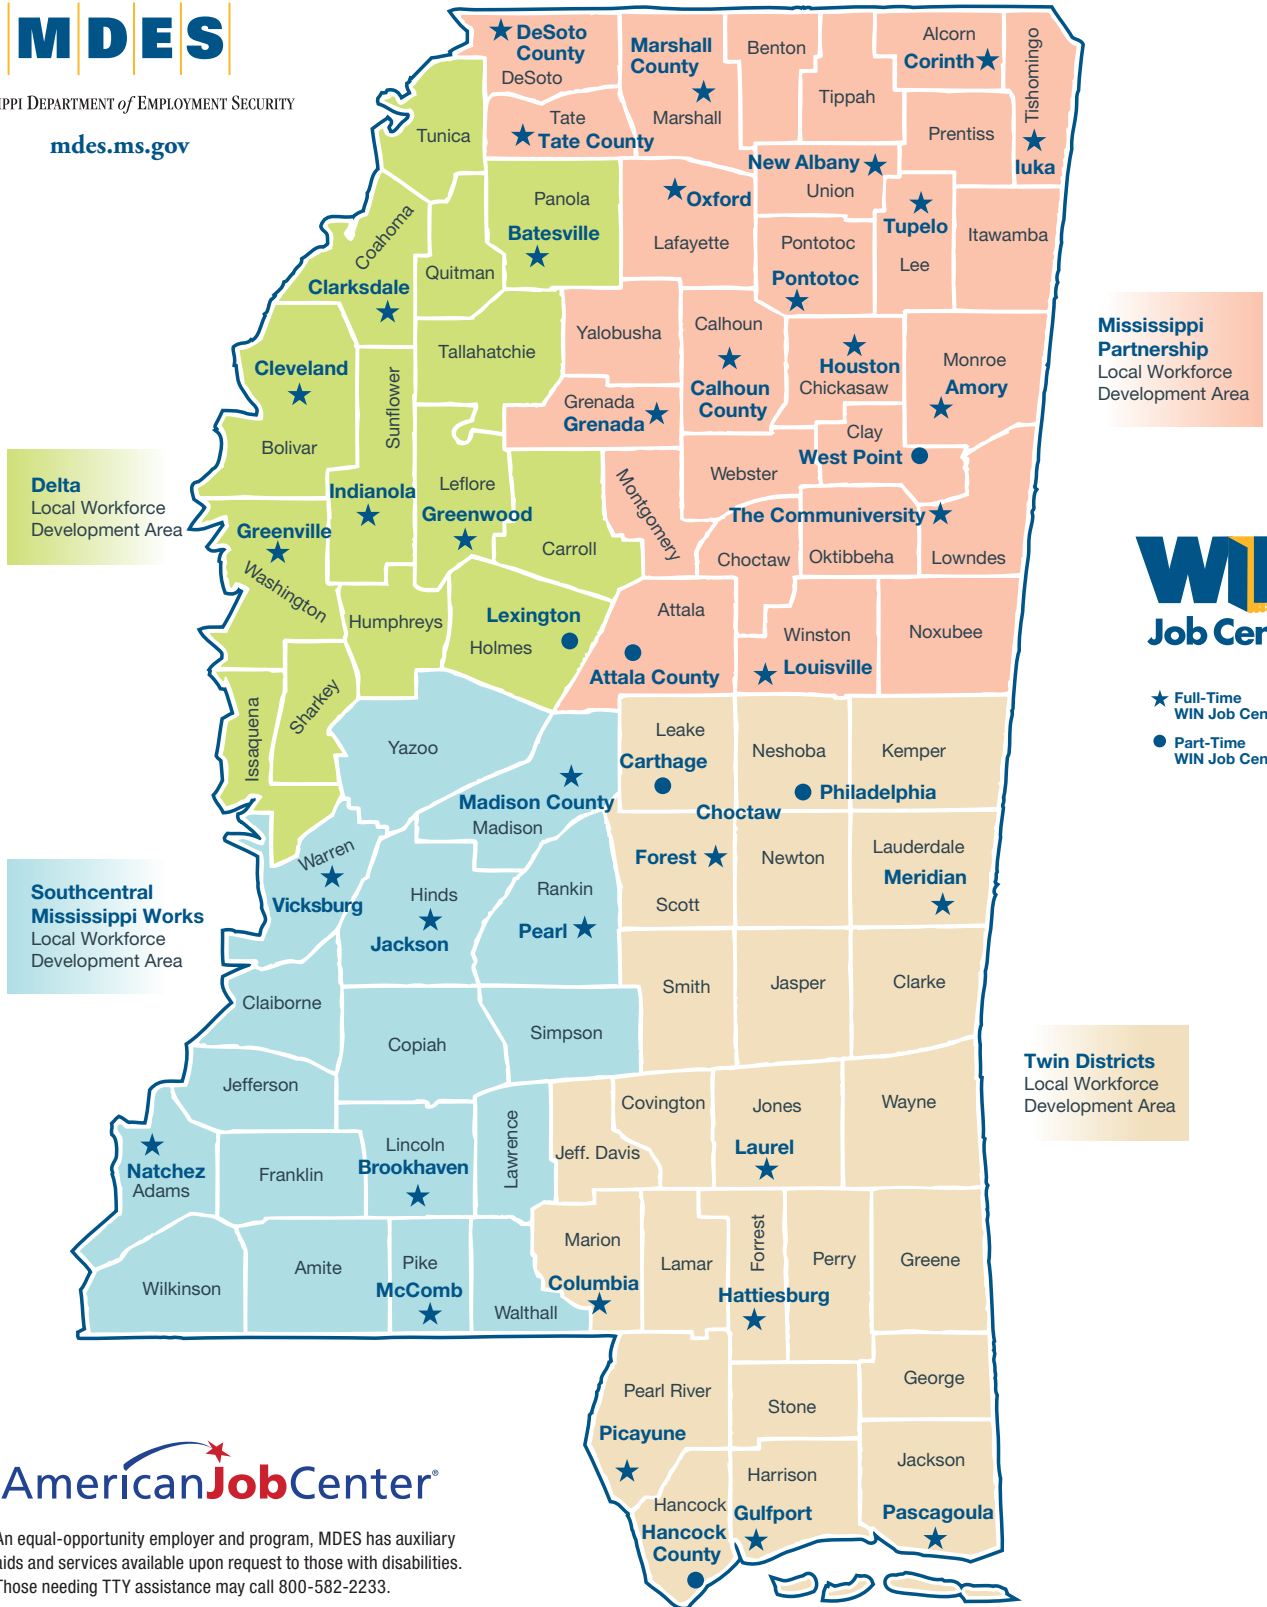 MDES
IPPI DEPARTMENT of EMPLOYMENT SECURITY
mdes.ms.gov
DeSoto
County
DeSoto
Marshall
County
Marshall
Benton
Tippah
Alcorn
Corinth
Tishomingo
Iuka
Tate
Tate County
Prentiss
Tunica
New Albany
Union
Panola
Batesville
Oxford
Lafayette
Tupelo
Lee
Itawamba
Coahoma
Clarksdale
Quitman
Pontotoc
Pontotoc
Tallahatchie
Yalobusha
Calhoun
Calhoun
County
Houston
Chickasaw
Monroe
Amory
Mississippi
Partnership
Local Workforce
Development Area
Cleveland
Bolivar
Sunflower
Indianola
Grenada
Grenada
Clay
West Point
Webster
Delta
Local Workforce
Development Area
Leflore
Greenwood
Carroll
Montgomery
The Communiversity
Choctaw
Oktibbeha
Lowndes
Greenville
Washington
Humphreys
Lexington
Holmes
Attala
Attala County
Winston
Louisville
Noxubee
WIN
Job Cen
Full-Time
WIN Job Cen
Part-Time
WIN Job Cen
Issaquena
Sharkey
Yazoo
Madison County
Madison
Leake
Carthage
Neshoba
Philadelphia
Kemper
Choctaw
Warren
Vicksburg
Hinds
Jackson
Rankin
Pearl
Forest
Scott
Newton
Lauderdale
Meridian
Southcentral
Mississippi Works
Local Workforce
Development Area
Claiborne
Copiah
Simpson
Smith
Jasper
Clarke
Twin Districts
Local Workforce
Development Area
Jefferson
Natchez
Adams
Franklin
Lincoln
Brookhaven
Lawrence
Jeff. Davis
Covington
Jones
Laurel
Wayne
Wilkinson
Amite
Pike
McComb
Walthall
Marion
Columbia
Lamar
Forrest
Hattiesburg
Perry
Greene
Pearl River
Picayune
Stone
George
Hancock
Hancock
County
Harrison
Gulfport
Jackson
Pascagoula
AmericanJobCenter®
An equal-opportunity employer and program, MDES has auxiliary
aids and services available upon request to those with disabilities.
Those needing TTY assistance may call 800-582-2233.